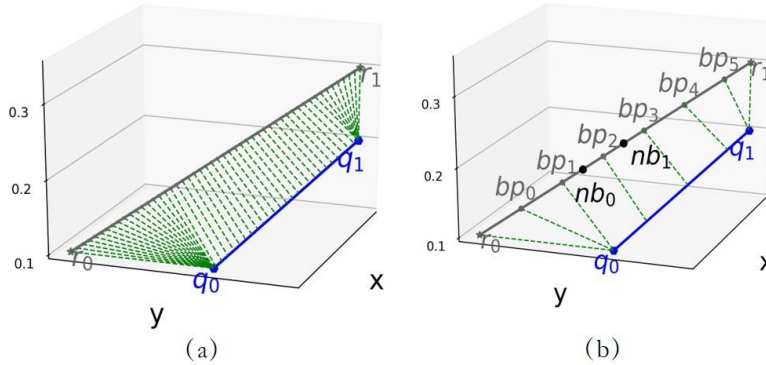 0.3
0.2
0.1
r₁
q₁
r₀
q₀
x
y
(a)
0.3
0.2
0.1
bp₅
r₁
bp₄
bp₃
bp₂
q₁
bp₁
nb₁
bp₀
nb₀
r₀
q₀
x
y
(b)